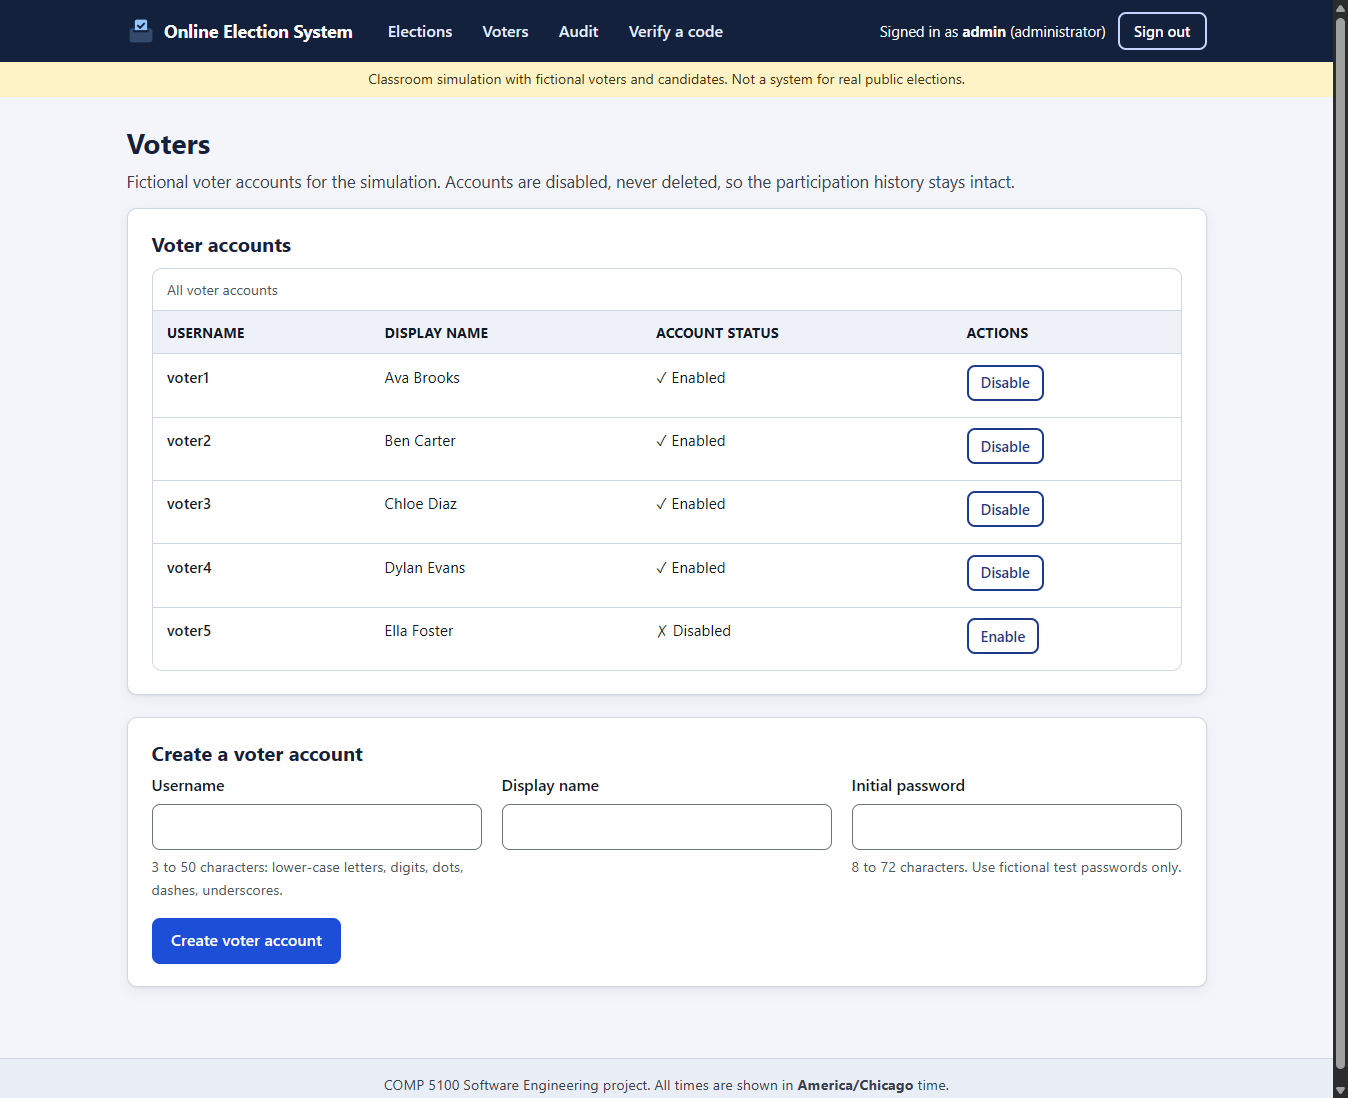 Online Election System Elections Voters Audit Verify a code Signed in as admin (administrator) Sign out
Classroom simulation with fictional voters and candidates. Not a system for real public elections.
Voters
Fictional voter accounts for the simulation. Accounts are disabled, never deleted, so the participation history stays intact.
Voter accounts
All voter accounts
USERNAME DISPLAY NAME ACCOUNT STATUS ACTIONS
voter1 Ava Brooks ✓ Enabled Disable
voter2 Ben Carter ✓ Enabled Disable
voter3 Chloe Diaz ✓ Enabled Disable
voter4 Dylan Evans ✓ Enabled Disable
voter5 Ella Foster ✗ Disabled Enable
Create a voter account
Username Display name Initial password
3 to 50 characters: lower-case letters, digits, dots, 8 to 72 characters. Use fictional test passwords only.
dashes, underscores.
Create voter account
COMP 5100 Software Engineering project. All times are shown in America/Chicago time.